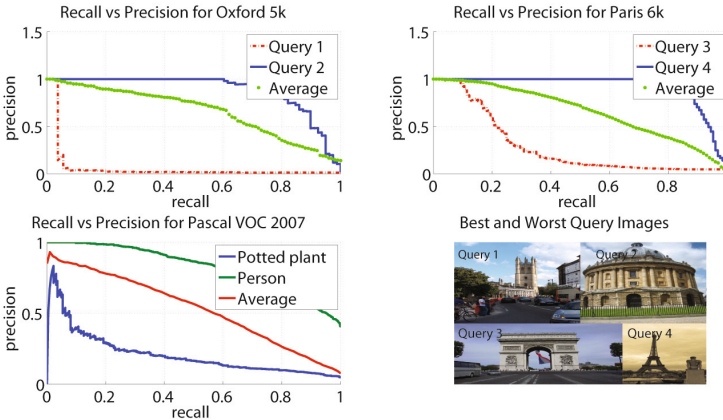 Recall vs Precision for Oxford 5k
1.5
1
0.5
0
precision
Query 1
Query 2
Average
0 0.2 0.4 0.6 0.8 1
recall
Recall vs Precision for Paris 6k
1.5
1
0.5
0
precision
Query 3
Query 4
Average
0 0.2 0.4 0.6 0.8
recall
Recall vs Precision for Pascal VOC 2007
1
0.5
0
precision
Potted plant
Person
Average
0 0.2 0.4 0.6 0.8 1
recall
Best and Worst Query Images
Query 1
Query 2
Query 3
Query 4